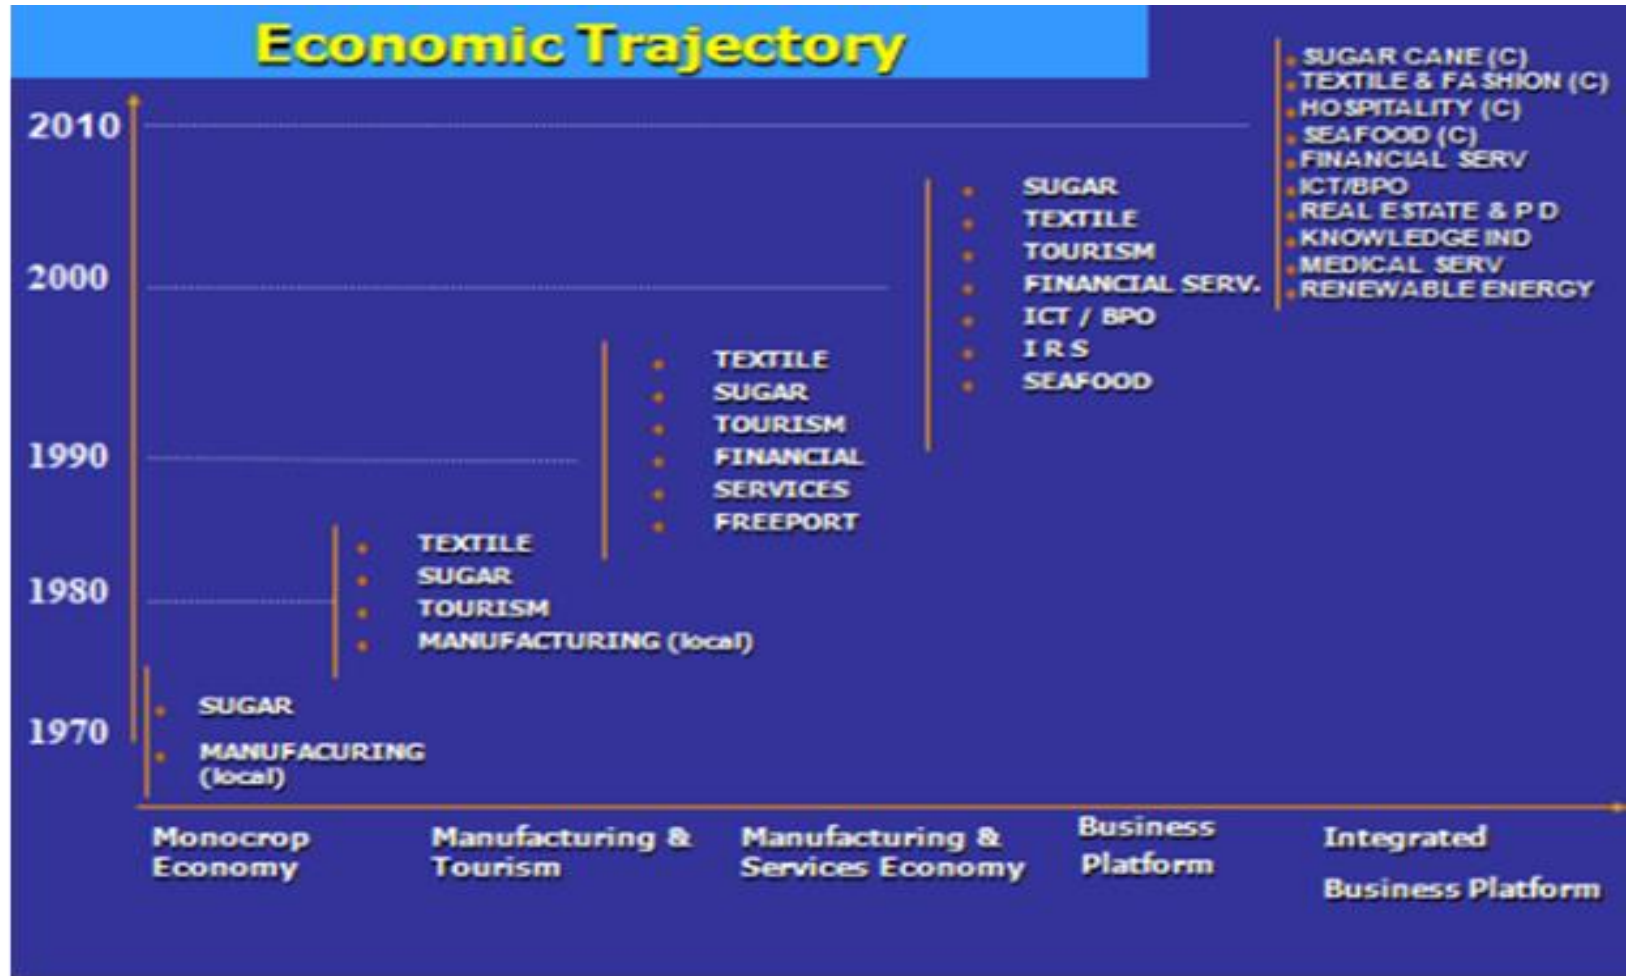 Economic Trajectory
2010
2000
1990
1980
1970
SUGAR
MANUFACURING
(local)
TEXTILE
SUGAR
TOURISM
MANUFACTURING (local)
TEXTILE
SUGAR
TOURISM
FINANCIAL
SERVICES
FREEPORT
SUGAR
TEXTILE
TOURISM
FINANCIAL SERV.
ICT / BPO
I R S
SEAFOOD
SUGAR CANE (C)
TEXTILE & FASHION (C)
HOSPITALITY (C)
SEAFOOD (C)
FINANCIAL SERV
ICT/BPO
REAL ESTATE & P D
KNOWLEDGE IND
MEDICAL SERV
RENEWABLE ENERGY
Monocrop
Economy
Manufacturing &
Tourism
Manufacturing &
Services Economy
Business
Platform
Integrated
Business Platform